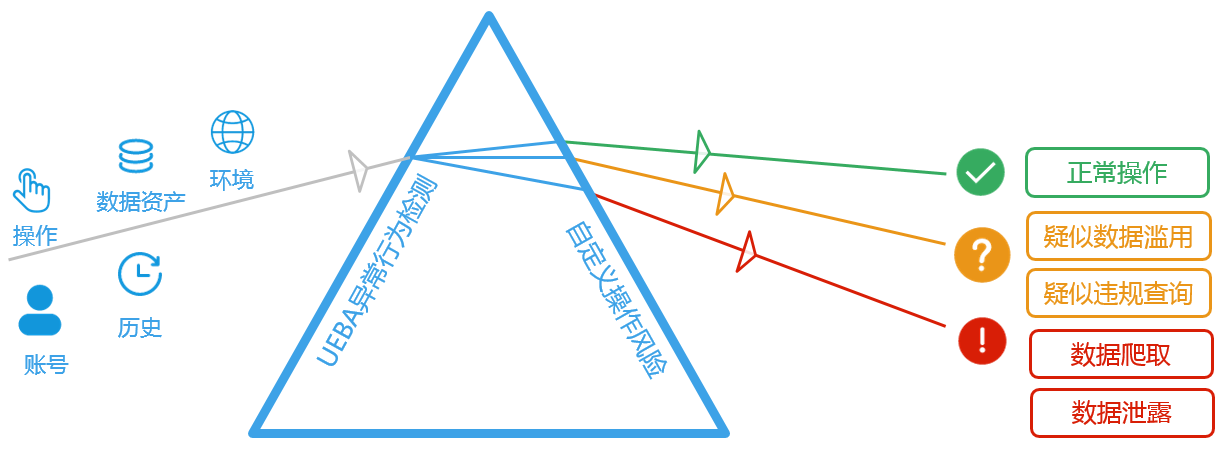 操作
数据资产
环境
账号
历史
UEBA异常行为检测
自定义操作风险
正常操作
疑似数据滥用
疑似违规查询
数据爬取
数据泄露